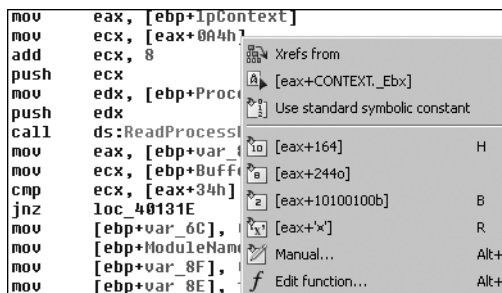 mov eax, [ebp+lpContext]
mov ecx, [eax+0A4h]
add ecx, 8
push ecx
mov edx, [ebp+Proc
push edx
call ds:ReadProcess
mov eax, [ebp+var_
mov ecx, [ebp+Buff
cmp ecx, [eax+34h]
jnz loc_40131E
mov [ebp+var_6C],
mov [ebp+ModuleNam
mov [ebp+var_8F],
mov [ebp+var_8E],
Xrefs from
[eax+CONTEXT._Ebx]
Use standard symbolic constant
[eax+164] H
[eax+244o]
[eax+10100100b] B
[eax+'×'] R
Manual... Alt+
Edit function... Alt+